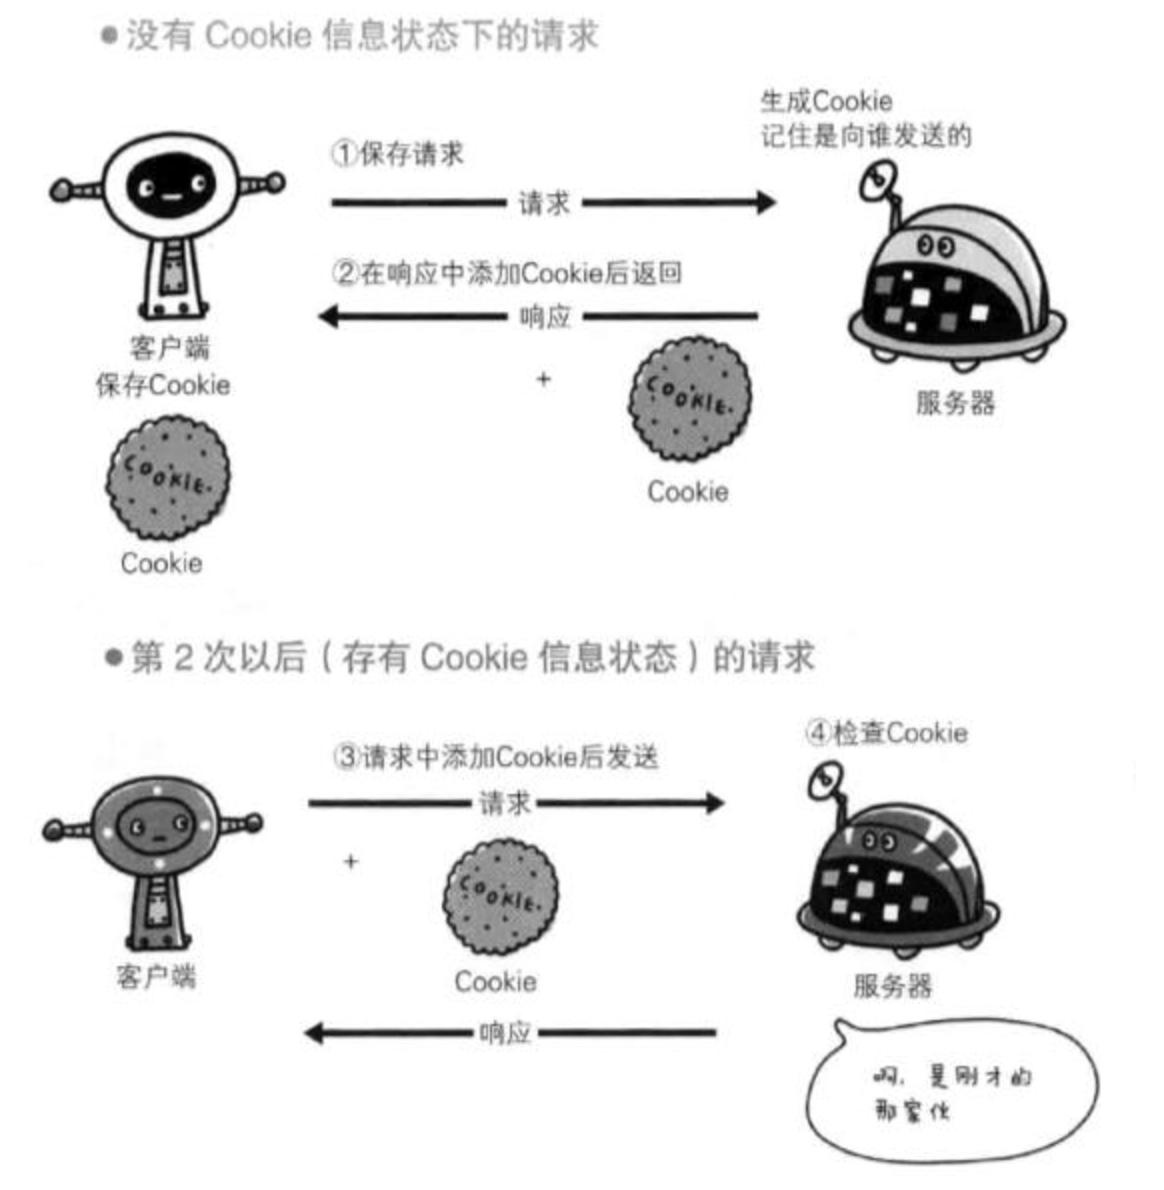 ●没有 Cookie 信息状态下的请求
生成Cookie
记住是向谁发送的
①保存请求
请求
②在响应中添加Cookie后返回
响应
+
COOKIE.
Cookie
客户端
保存Cookie
COOKIE.
Cookie
服务器
●第 2 次以后（存有 Cookie 信息状态）的请求
④检查Cookie
③请求中添加Cookie后发送
请求
+
COOKIE.
Cookie
客户端
服务器
响应
啊，是刚才的
那家伙